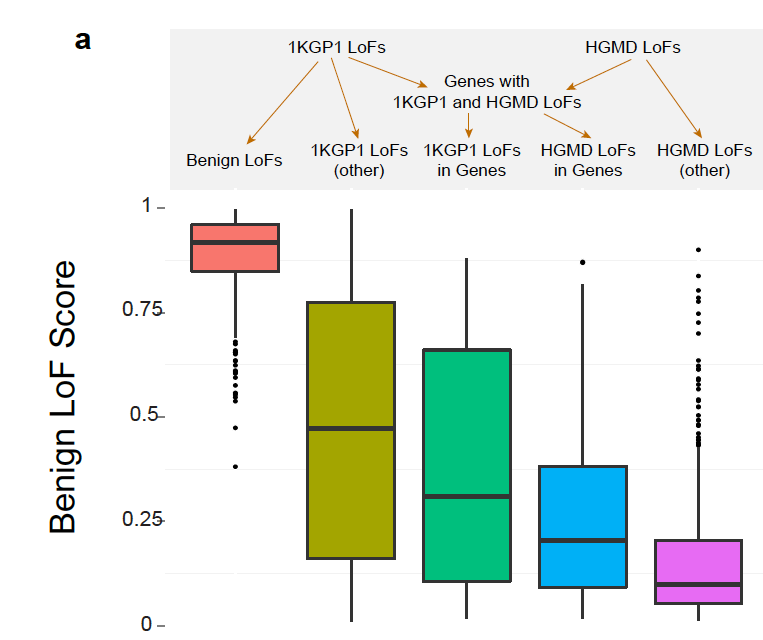 a
1KGP1 LoFs
HGMD LoFs
Genes with
1KGP1 and HGMD LoFs
Benign LoFs
1KGP1 LoFs
(other)
1KGP1 LoFs
in Genes
HGMD LoFs
in Genes
HGMD LoFs
(other)
Benign LoF Score
1
0.75
0.5
0.25
0